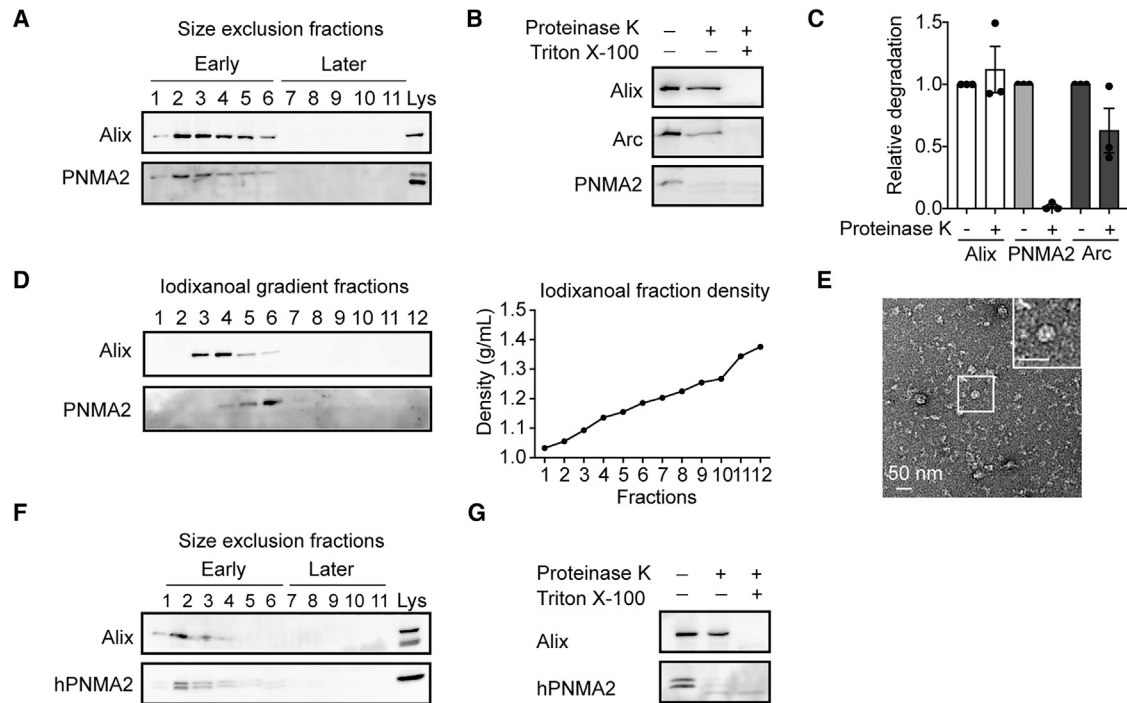 A
Size exclusion fractions
Early Later
1 2 3 4 5 6 7 8 9 10 11 Lys
Alix
PNMA2
B
Proteinase K − + +
Triton X-100 − − +
Alix
Arc
PNMA2
C
Relative degradation
1.5
1.0
0.5
0.0
Proteinase K - + - + - +
Alix PNMA2 Arc
D
Iodixanoal gradient fractions
1 2 3 4 5 6 7 8 9 10 11 12
Alix
PNMA2
Iodixanoal fraction density
Density (g/mL)
1.5
1.4
1.3
1.2
1.1
1.0
1 2 3 4 5 6 7 8 9 10 11 12
Fractions
E
50 nm
F
Size exclusion fractions
Early Later
1 2 3 4 5 6 7 8 9 10 11 Lys
Alix
hPNMA2
G
Proteinase K − + +
Triton X-100 − − +
Alix
hPNMA2